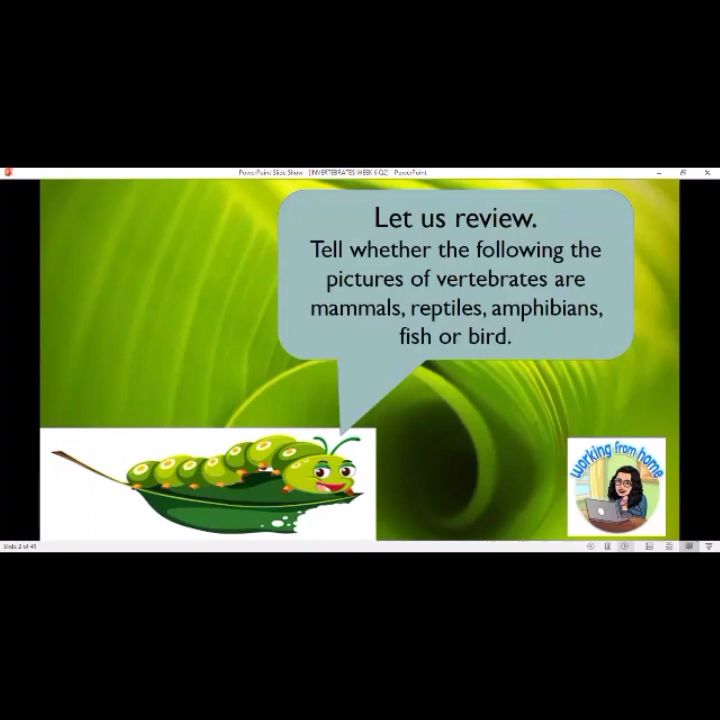 PowerPoint Slide Show - [INVERTEBRATES WEEK 6 Q2] - PowerPoint
Let us review.
Tell whether the following the
pictures of vertebrates are
mammals, reptiles, amphibians,
fish or bird.
working from home
Slide 2 of 41